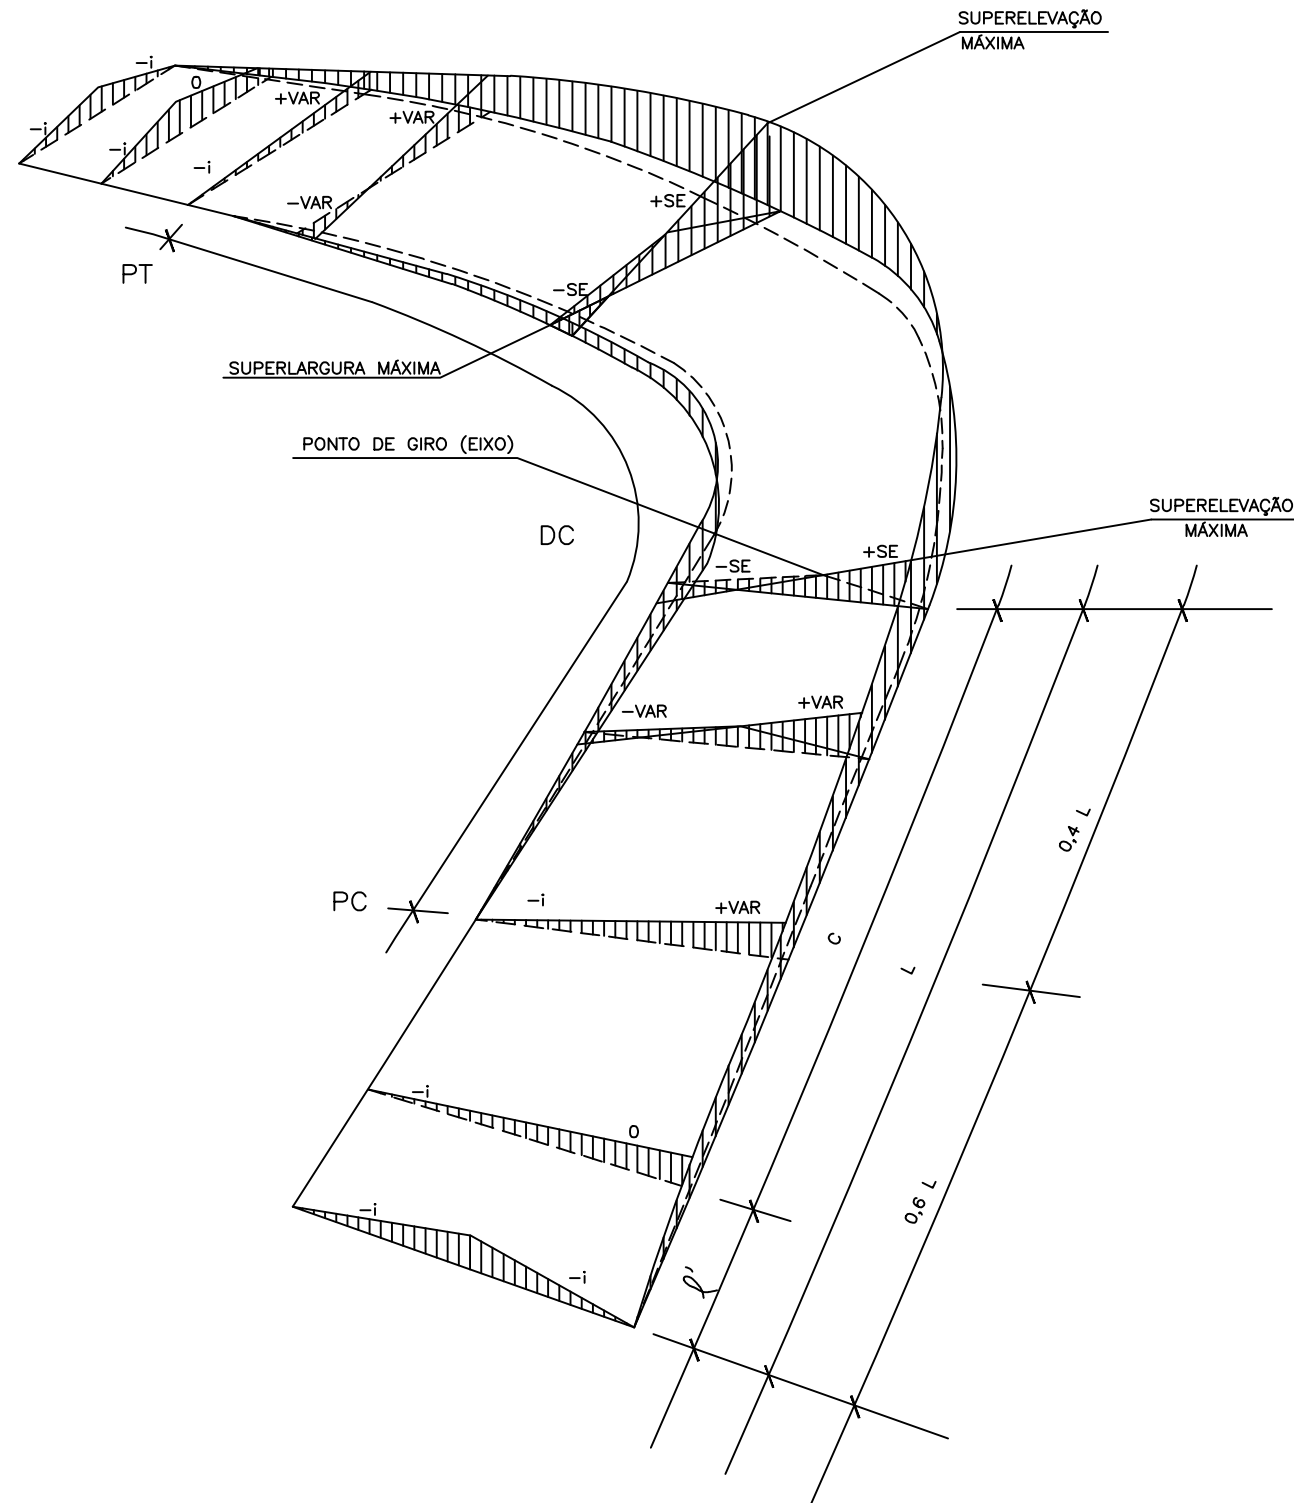 SUPERELEVAÇÃO
MÁXIMA
-i
0
+VAR
+VAR
-i
-i
-i
-VAR
+SE
PT
-SE
SUPERLARGURA MÁXIMA
PONTO DE GIRO (EIXO)
SUPERELEVAÇÃO
MÁXIMA
DC
+SE
-SE
-VAR
+VAR
0,4 L
PC
-i
+VAR
C
L
-i
0
0,6 L
-i
-i
ℓ'